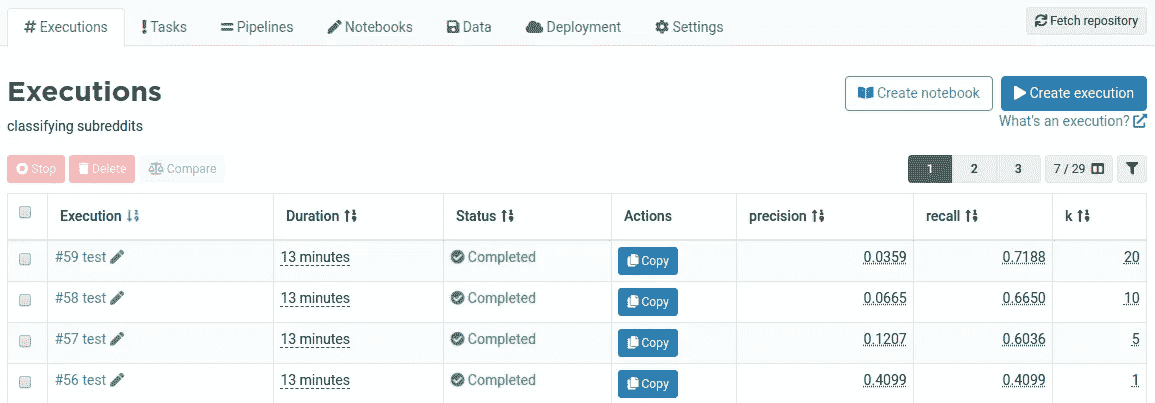 Executions Tasks Pipelines Notebooks Data Deployment Settings Fetch repository
Executions Create notebook Create execution
classifying subreddits What's an execution?
Stop Delete Compare 1 2 3 7 / 29
Execution Duration Status Actions precision recall k
#59 test 13 minutes Completed Copy 0.0359 0.7188 20
#58 test 13 minutes Completed Copy 0.0665 0.6650 10
#57 test 13 minutes Completed Copy 0.1207 0.6036 5
#56 test 13 minutes Completed Copy 0.4099 0.4099 1